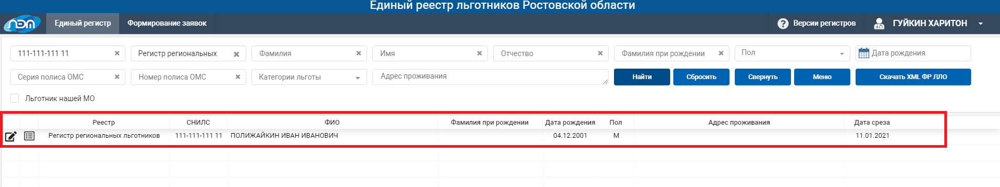 Единый реестр льготников Ростовской области
ЛЭМ Единый регистр Формирование заявок ? Версии регистров ГУЙКИН ХАРИТОН
111-111-111 11 Регистр региональных Фамилия Имя Отчество Фамилия при рождении Пол Дата рождения
Серия полиса ОМС Номер полиса ОМС Категории льготы Адрес проживания Найти Сбросить Свернуть Меню Скачать XML ФР ЛЛО
Льготник нашей МО
Реестр СНИЛС ФИО Фамилия при рождении Дата рождения Пол Адрес проживания Дата среза
Регистр региональных льготников 111-111-111 11 ПОЛИЖАЙКИН ИВАН ИВАНОВИЧ 04.12.2001 М 11.01.2021